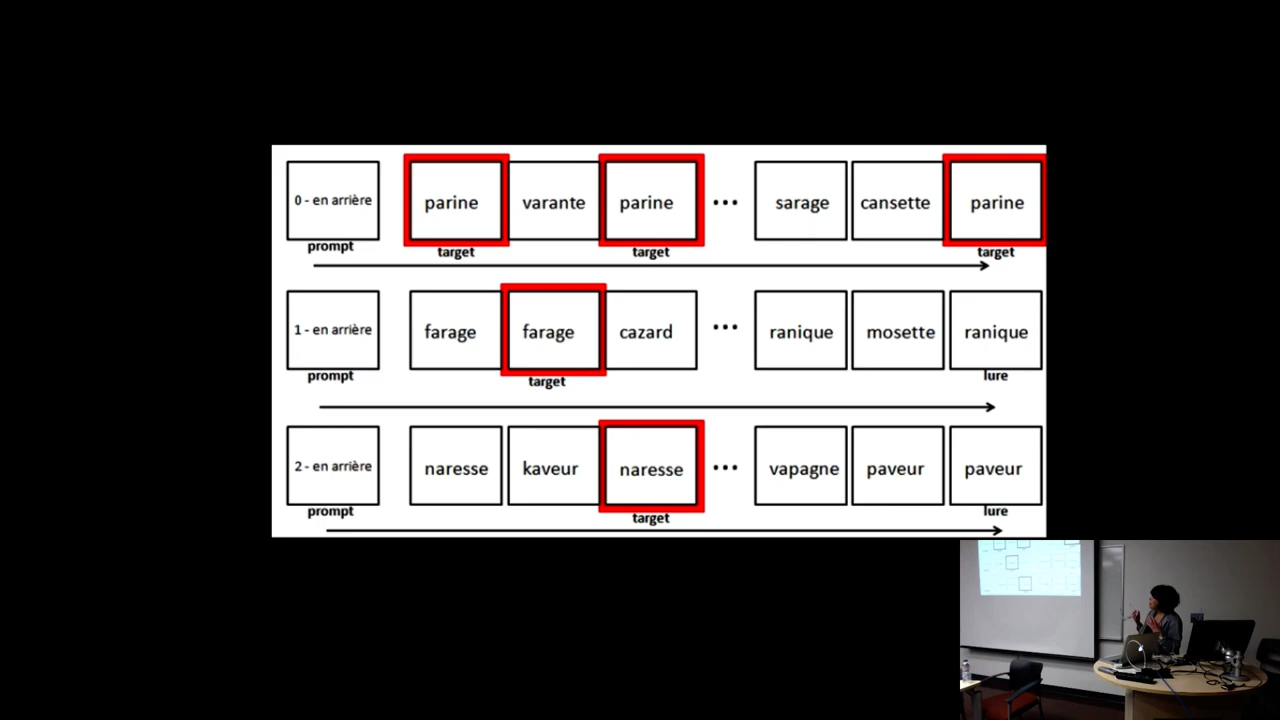 0 - en arrière parine varante parine ••• sarage cansette parine
prompt target target target
1 - en arrière farage farage cazard ••• ranique mosette ranique
prompt target lure
2 - en arrière naresse kaveur naresse ••• vapagne paveur paveur
prompt target lure